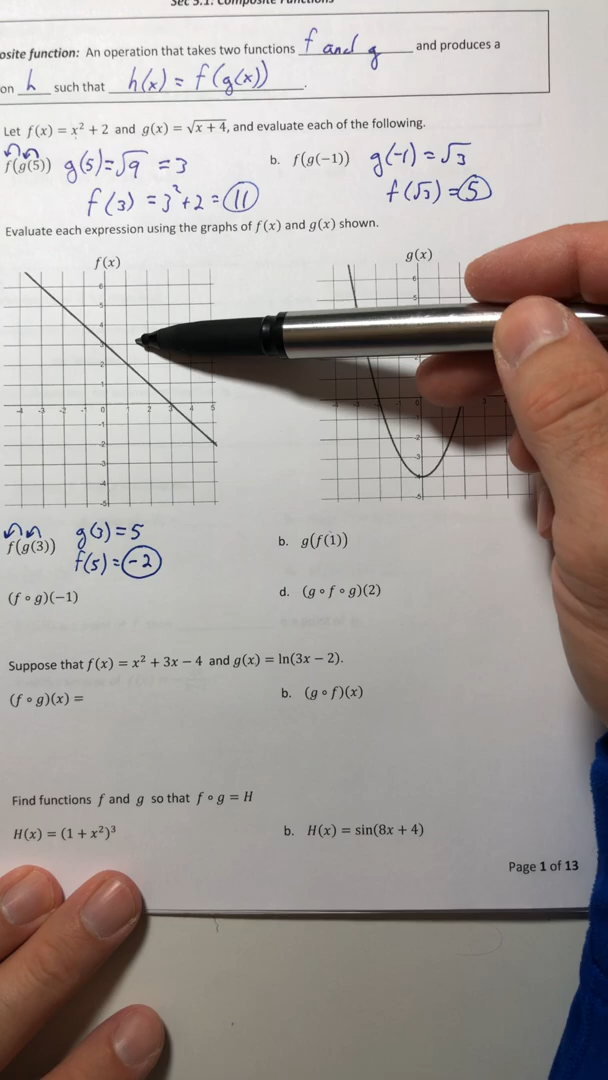 Sec 5.1: Composite Functions
osite function: An operation that takes two functions f and g and produces a
on h such that h(x) = f(g(x)).
Let f(x) = x² + 2 and g(x) = √(x + 4), and evaluate each of the following.
f(g(5)) g(5)=√9 =3
f(3) = 3²+2 = 11
b. f(g(−1)) g(-1) = √3
f(√3) = 5
Evaluate each expression using the graphs of f(x) and g(x) shown.
f(x)
g(x)
f(g(3)) g(3)=5
f(5)=-2
b. g(f(1))
(f ∘ g)(−1)
d. (g ∘ f ∘ g)(2)
Suppose that f(x) = x² + 3x − 4 and g(x) = ln(3x − 2).
(f ∘ g)(x) =
b. (g ∘ f)(x)
Find functions f and g so that f ∘ g = H
H(x) = (1 + x²)³
b. H(x) = sin(8x + 4)
Page 1 of 13